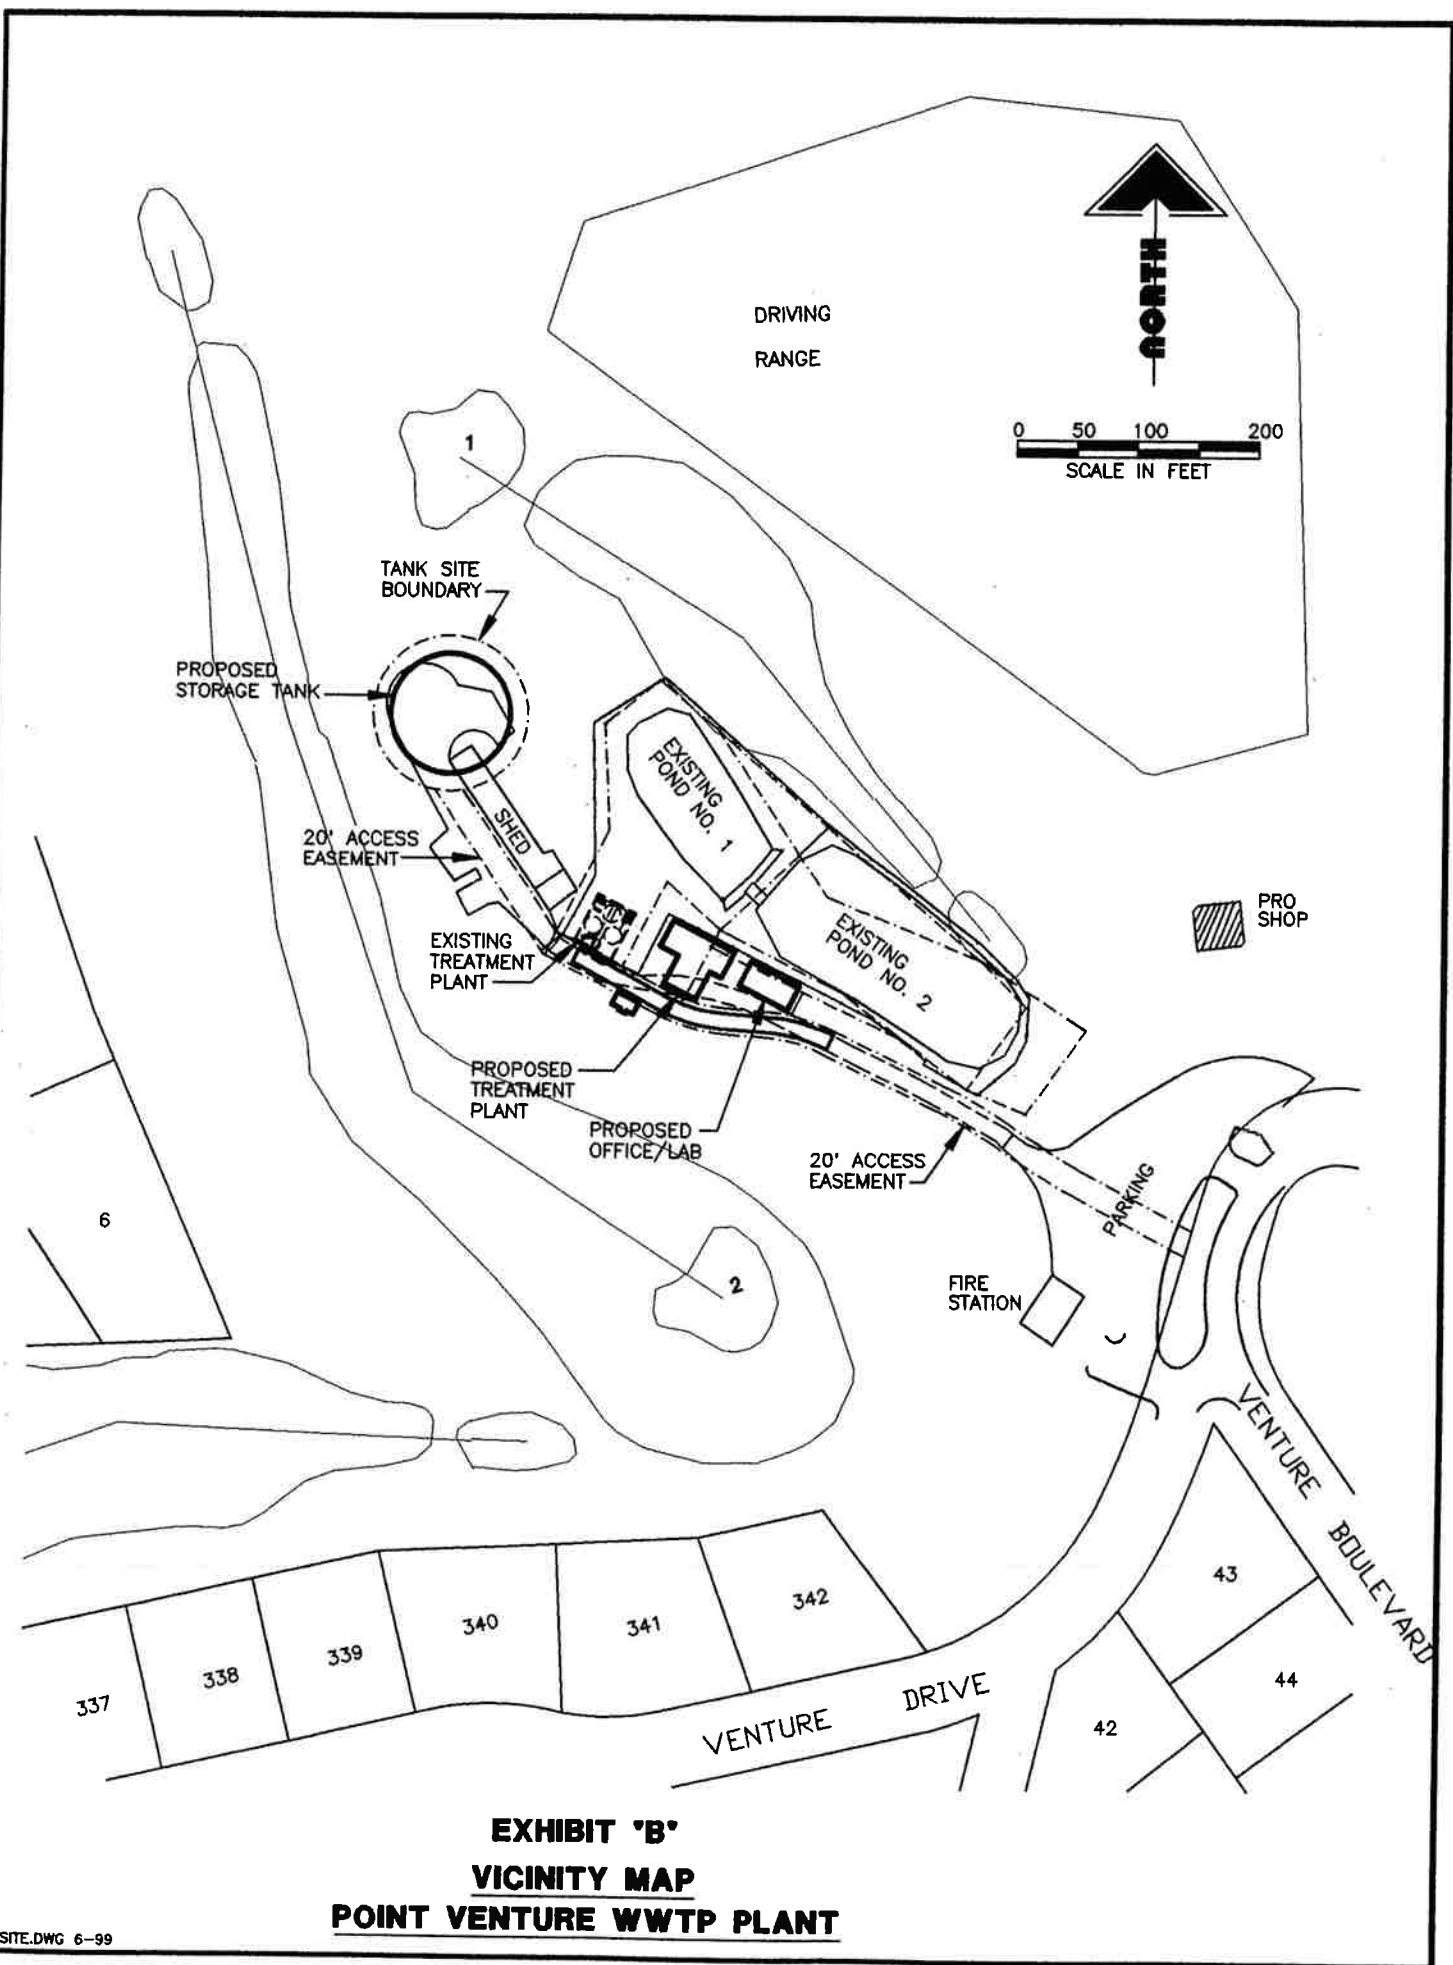 DRIVING
RANGE
NORTH
0 50 100 200
SCALE IN FEET
1
TANK SITE
BOUNDARY
PROPOSED
STORAGE TANK
EXISTING
POND NO. 1
SHED
20' ACCESS
EASEMENT
EXISTING
POND NO. 2
PRO
SHOP
EXISTING
TREATMENT
PLANT
PROPOSED
TREATMENT
PLANT
PROPOSED
OFFICE/LAB
20' ACCESS
EASEMENT
PARKING
6
2
FIRE
STATION
VENTURE BOULEVARD
43
342
341
340
339
338
337
44
42
VENTURE DRIVE
EXHIBIT "B"
VICINITY MAP
POINT VENTURE WWTP PLANT
SITE.DWG 6-99